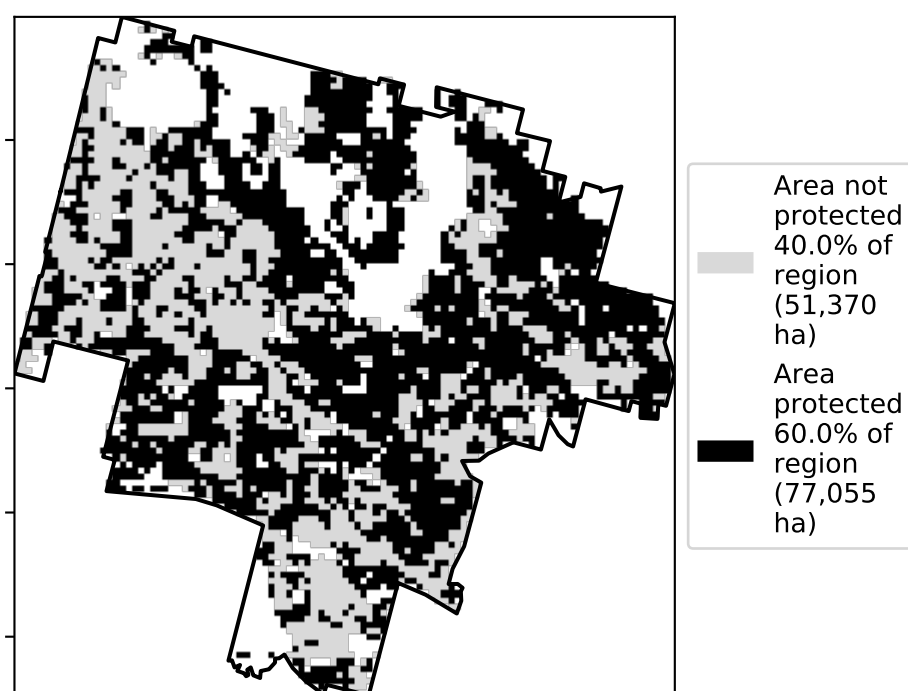 Area not
protected
40.0% of
region
(51,370
ha)
Area
protected
60.0% of
region
(77,055
ha)